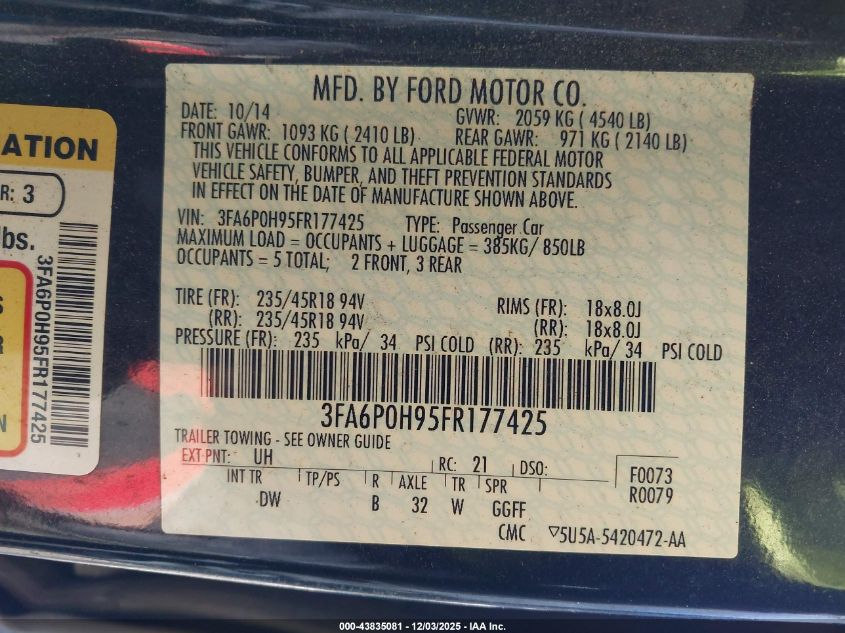 MFD. BY FORD MOTOR CO.
DATE: 10/14 GVWR: 2059 KG ( 4540 LB)
FRONT GAWR: 1093 KG ( 2410 LB) REAR GAWR: 971 KG ( 2140 LB)
THIS VEHICLE CONFORMS TO ALL APPLICABLE FEDERAL MOTOR
VEHICLE SAFETY, BUMPER, AND THEFT PREVENTION STANDARDS
IN EFFECT ON THE DATE OF MANUFACTURE SHOWN ABOVE.
VIN: 3FA6P0H95FR177425 TYPE: Passenger Car
MAXIMUM LOAD = OCCUPANTS + LUGGAGE = 385KG/ 850LB
OCCUPANTS = 5 TOTAL; 2 FRONT, 3 REAR
TIRE (FR): 235/45R18 94V RIMS (FR): 18x8.0J
(RR): 235/45R18 94V (RR): 18x8.0J
PRESSURE (FR): 235 kPa/ 34 PSI COLD (RR): 235 kPa/ 34 PSI COLD
3FA6P0H95FR177425
TRAILER TOWING - SEE OWNER GUIDE
EXT PNT: UH RC: 21 DSO: F0073
INT TR TP/PS R AXLE TR SPR R0079
DW B 32 W GGFF
CMC ▽5U5A-5420472-AA
ATION
R: 3
lbs.
3FA6P0H95FR177425
S
R
N
000-43835081 - 12/03/2025 - IAA Inc.